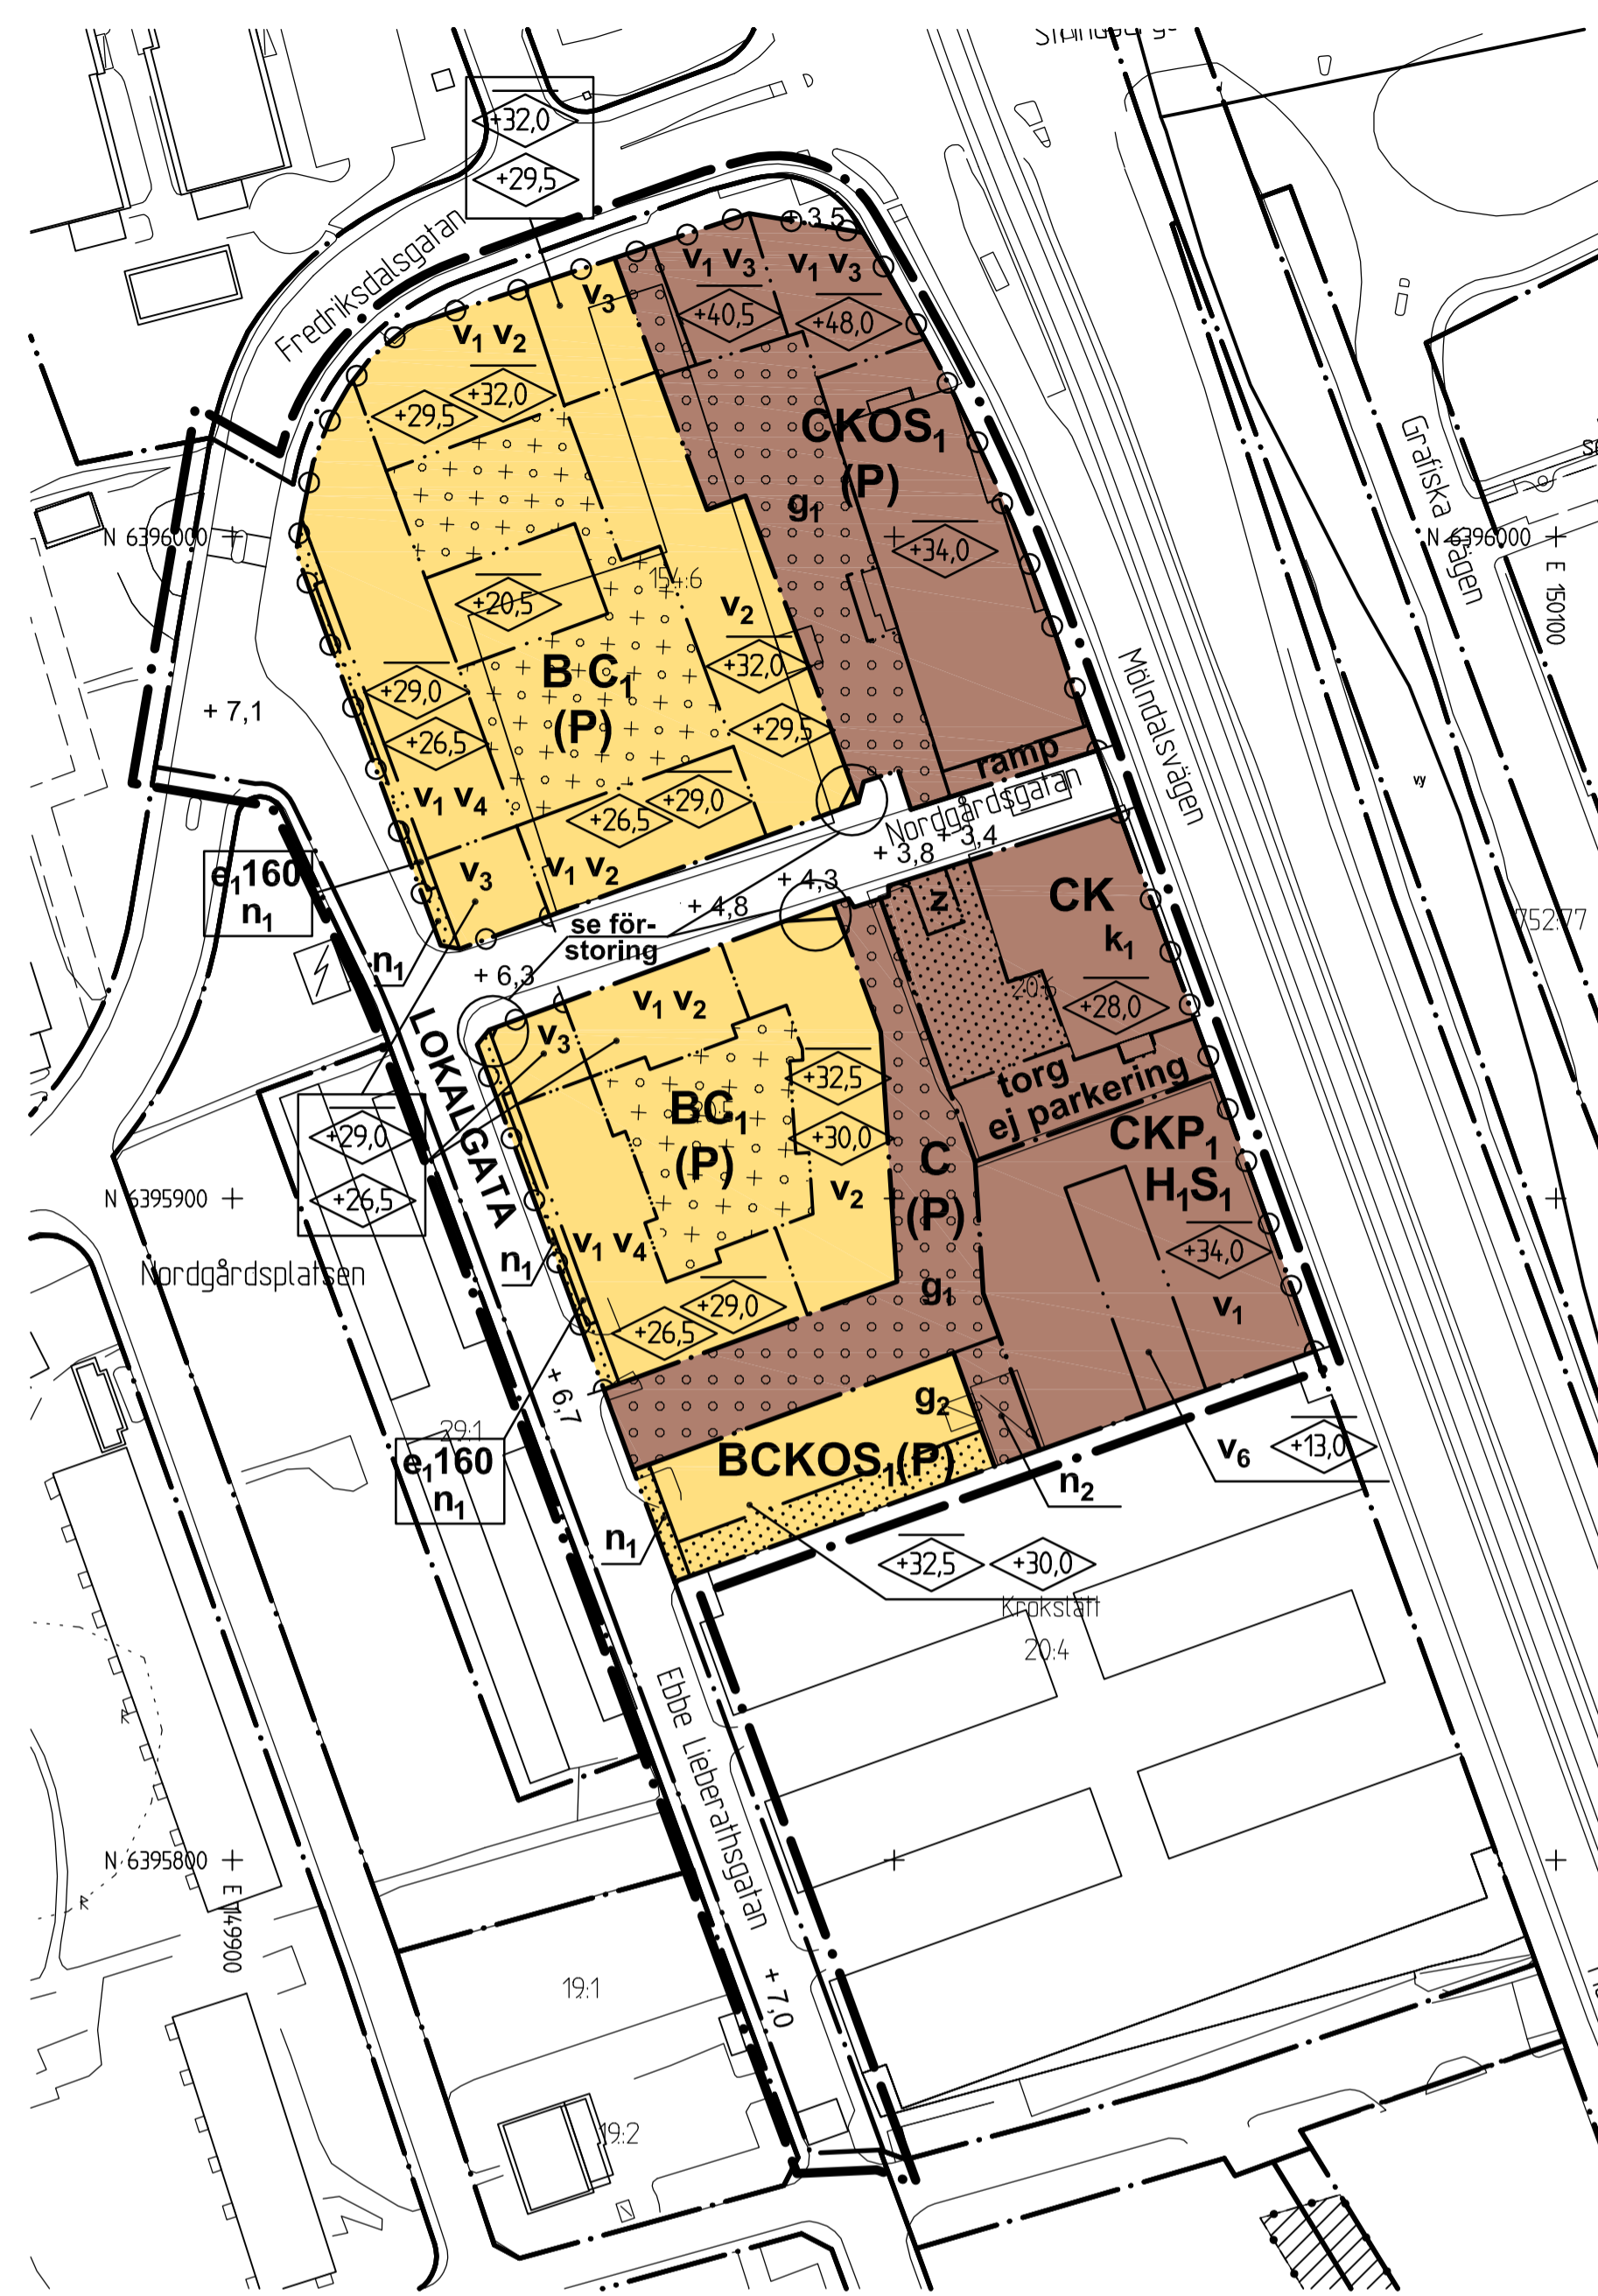 +32,0
+29,5
Fredriksdalsgatan
+ 3,5
v1 v3
v1 v3
v3
+40,5
+48,0
v1 v2
+32,0
+29,5
CKOS1
(P)
g1
+34,0
Grafiska
vägen
N 6396000
N 6396000
E 150100
154:6
+20,5
v2
+32,0
+29,5
B C1
(P)
+29,0
+26,5
+ 7,1
v1 v4
+26,5
+29,0
ramp
Nordgårdsgatan
Mölndalsvägen
vy
+ 3,4
+ 3,8
+ 4,3
+ 4,8
v3
v1 v2
e1160
n1
n1
se för-
storing
+ 6,3
z
CK
k1
20:6
+28,0
752:77
LOKALGATA
v1 v2
v3
+32,5
+30,0
BC1
(P)
v2
torg
ej parkering
C
(P)
g1
CKP1
H1S1
+34,0
v1
+29,0
+26,5
N 6395900
Nordgårdsplatsen
n1
v1 v4
+29,0
+26,5
+ 6,7
29:1
e1160
n1
g2
BCKOS1(P)
n2
v6
+13,0
n1
+32,5
+30,0
Krokslätt
20:4
Ebbe Lieberathsgatan
N 6395800
E 149900
+ 7,0
19:1
19:2